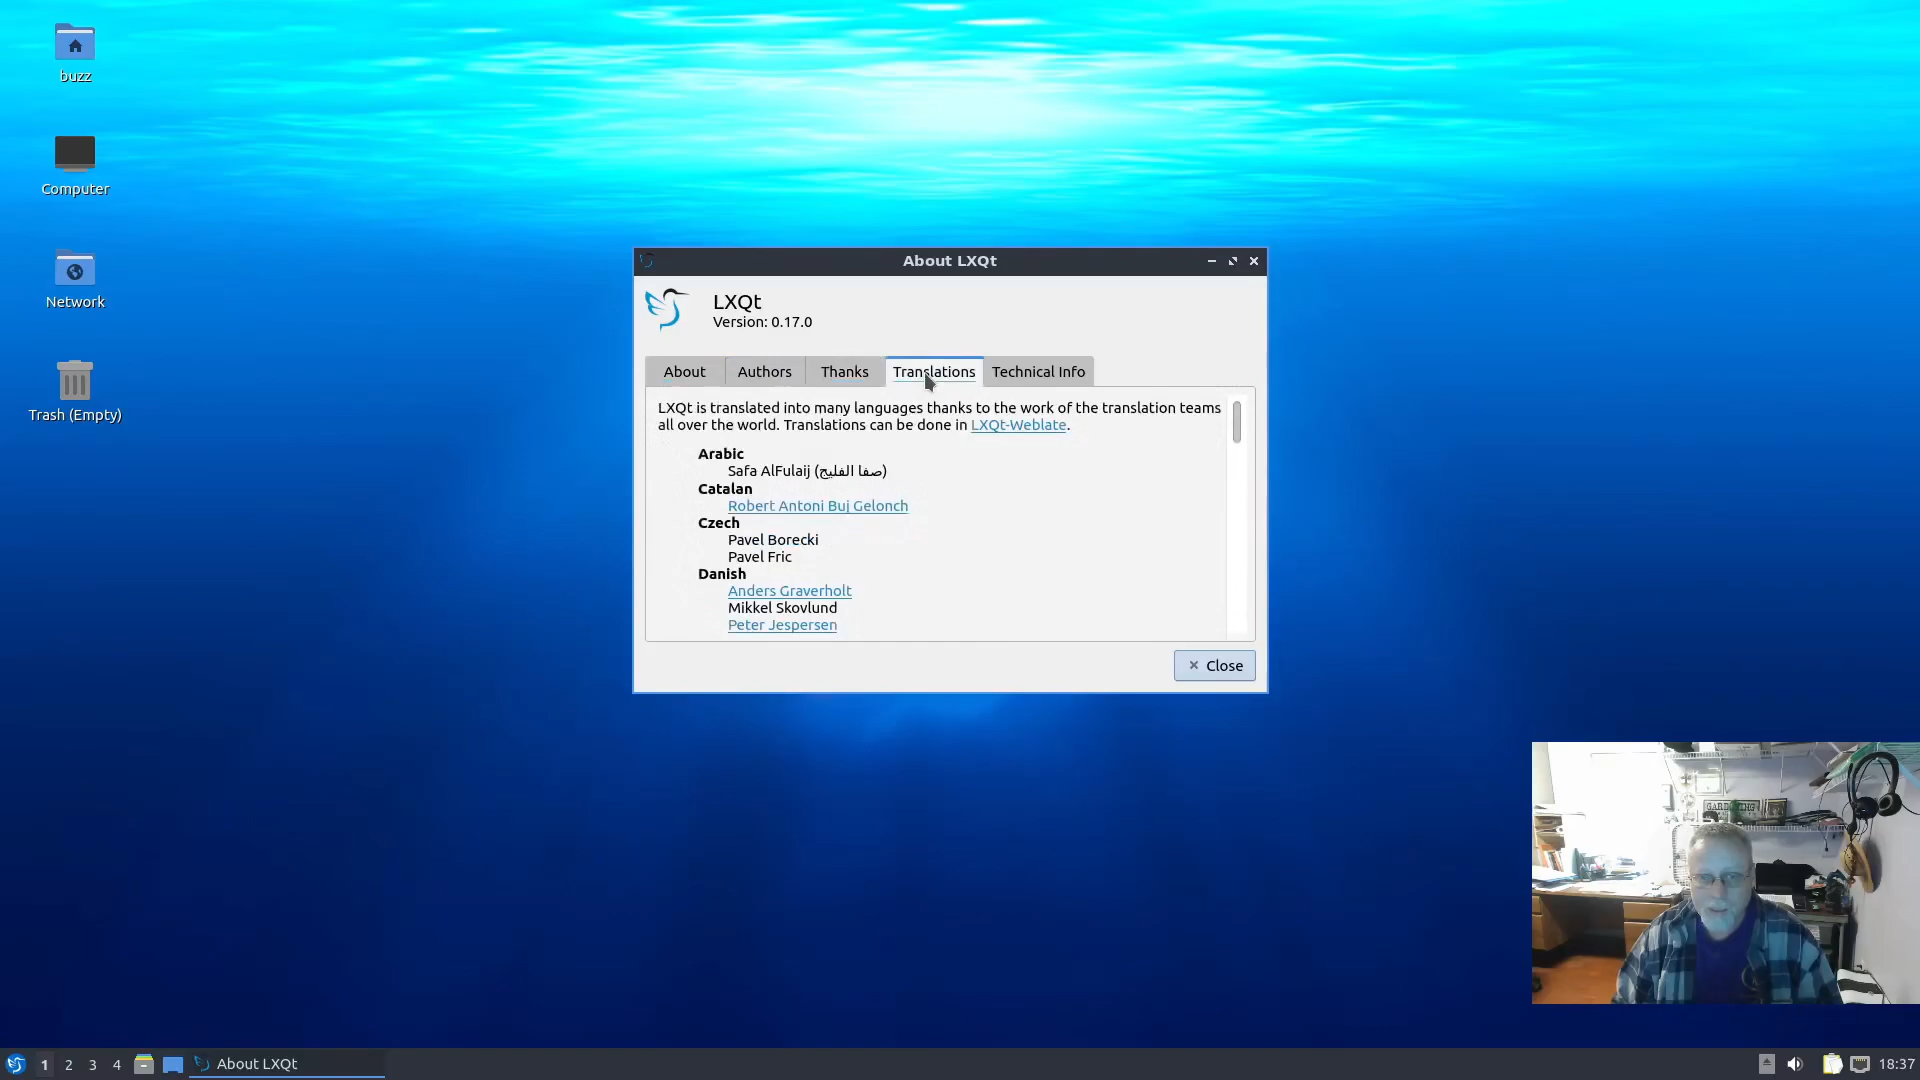 buzz
Computer
Network
Trash (Empty)
About LXQt
LXQt
Version: 0.17.0
About
Authors
Thanks
Translations
Technical Info
LXQt is translated into many languages thanks to the work of the translation teams
all over the world. Translations can be done in LXQt-Weblate.
Arabic
Safa AlFulaij (صفا الفليج)
Catalan
Robert Antoni Buj Gelonch
Czech
Pavel Borecki
Pavel Fric
Danish
Anders Graverholt
Mikkel Skovlund
Peter Jespersen
Close
GARDENING
1 2 3 4 About LXQt 18:37